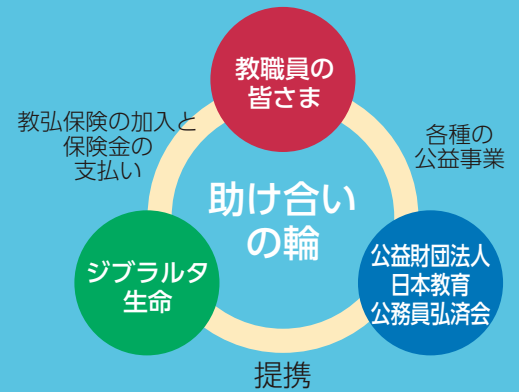 教職員の
皆さま
教弘保険の加入と
保険金の
支払い
各種の
公益事業
助け合い
の輪
ジブラルタ
生命
公益財団法人
日本教育
公務員弘済会
提携